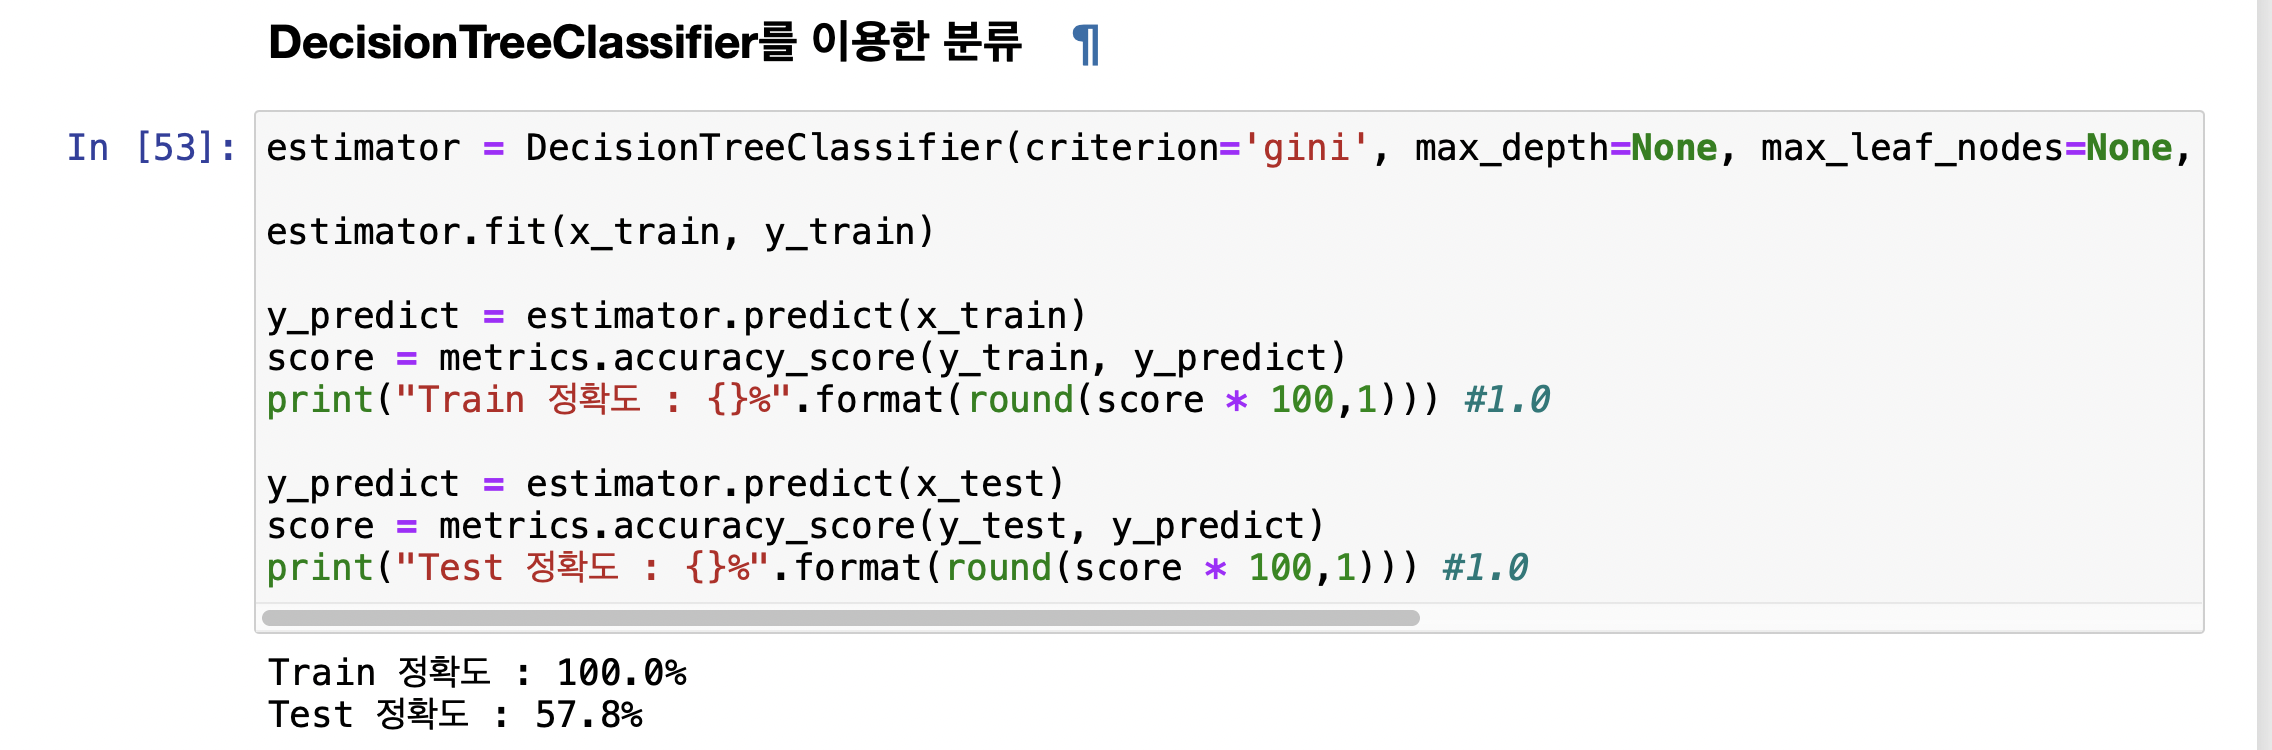 DecisionTreeClassifier를 이용한 분류 ¶
In [53]: estimator = DecisionTreeClassifier(criterion='gini', max_depth=None, max_leaf_nodes=None,
estimator.fit(x_train, y_train)
y_predict = estimator.predict(x_train)
score = metrics.accuracy_score(y_train, y_predict)
print("Train 정확도 : {}%".format(round(score * 100,1))) #1.0
y_predict = estimator.predict(x_test)
score = metrics.accuracy_score(y_test, y_predict)
print("Test 정확도 : {}%".format(round(score * 100,1))) #1.0
Train 정확도 : 100.0%
Test 정확도 : 57.8%